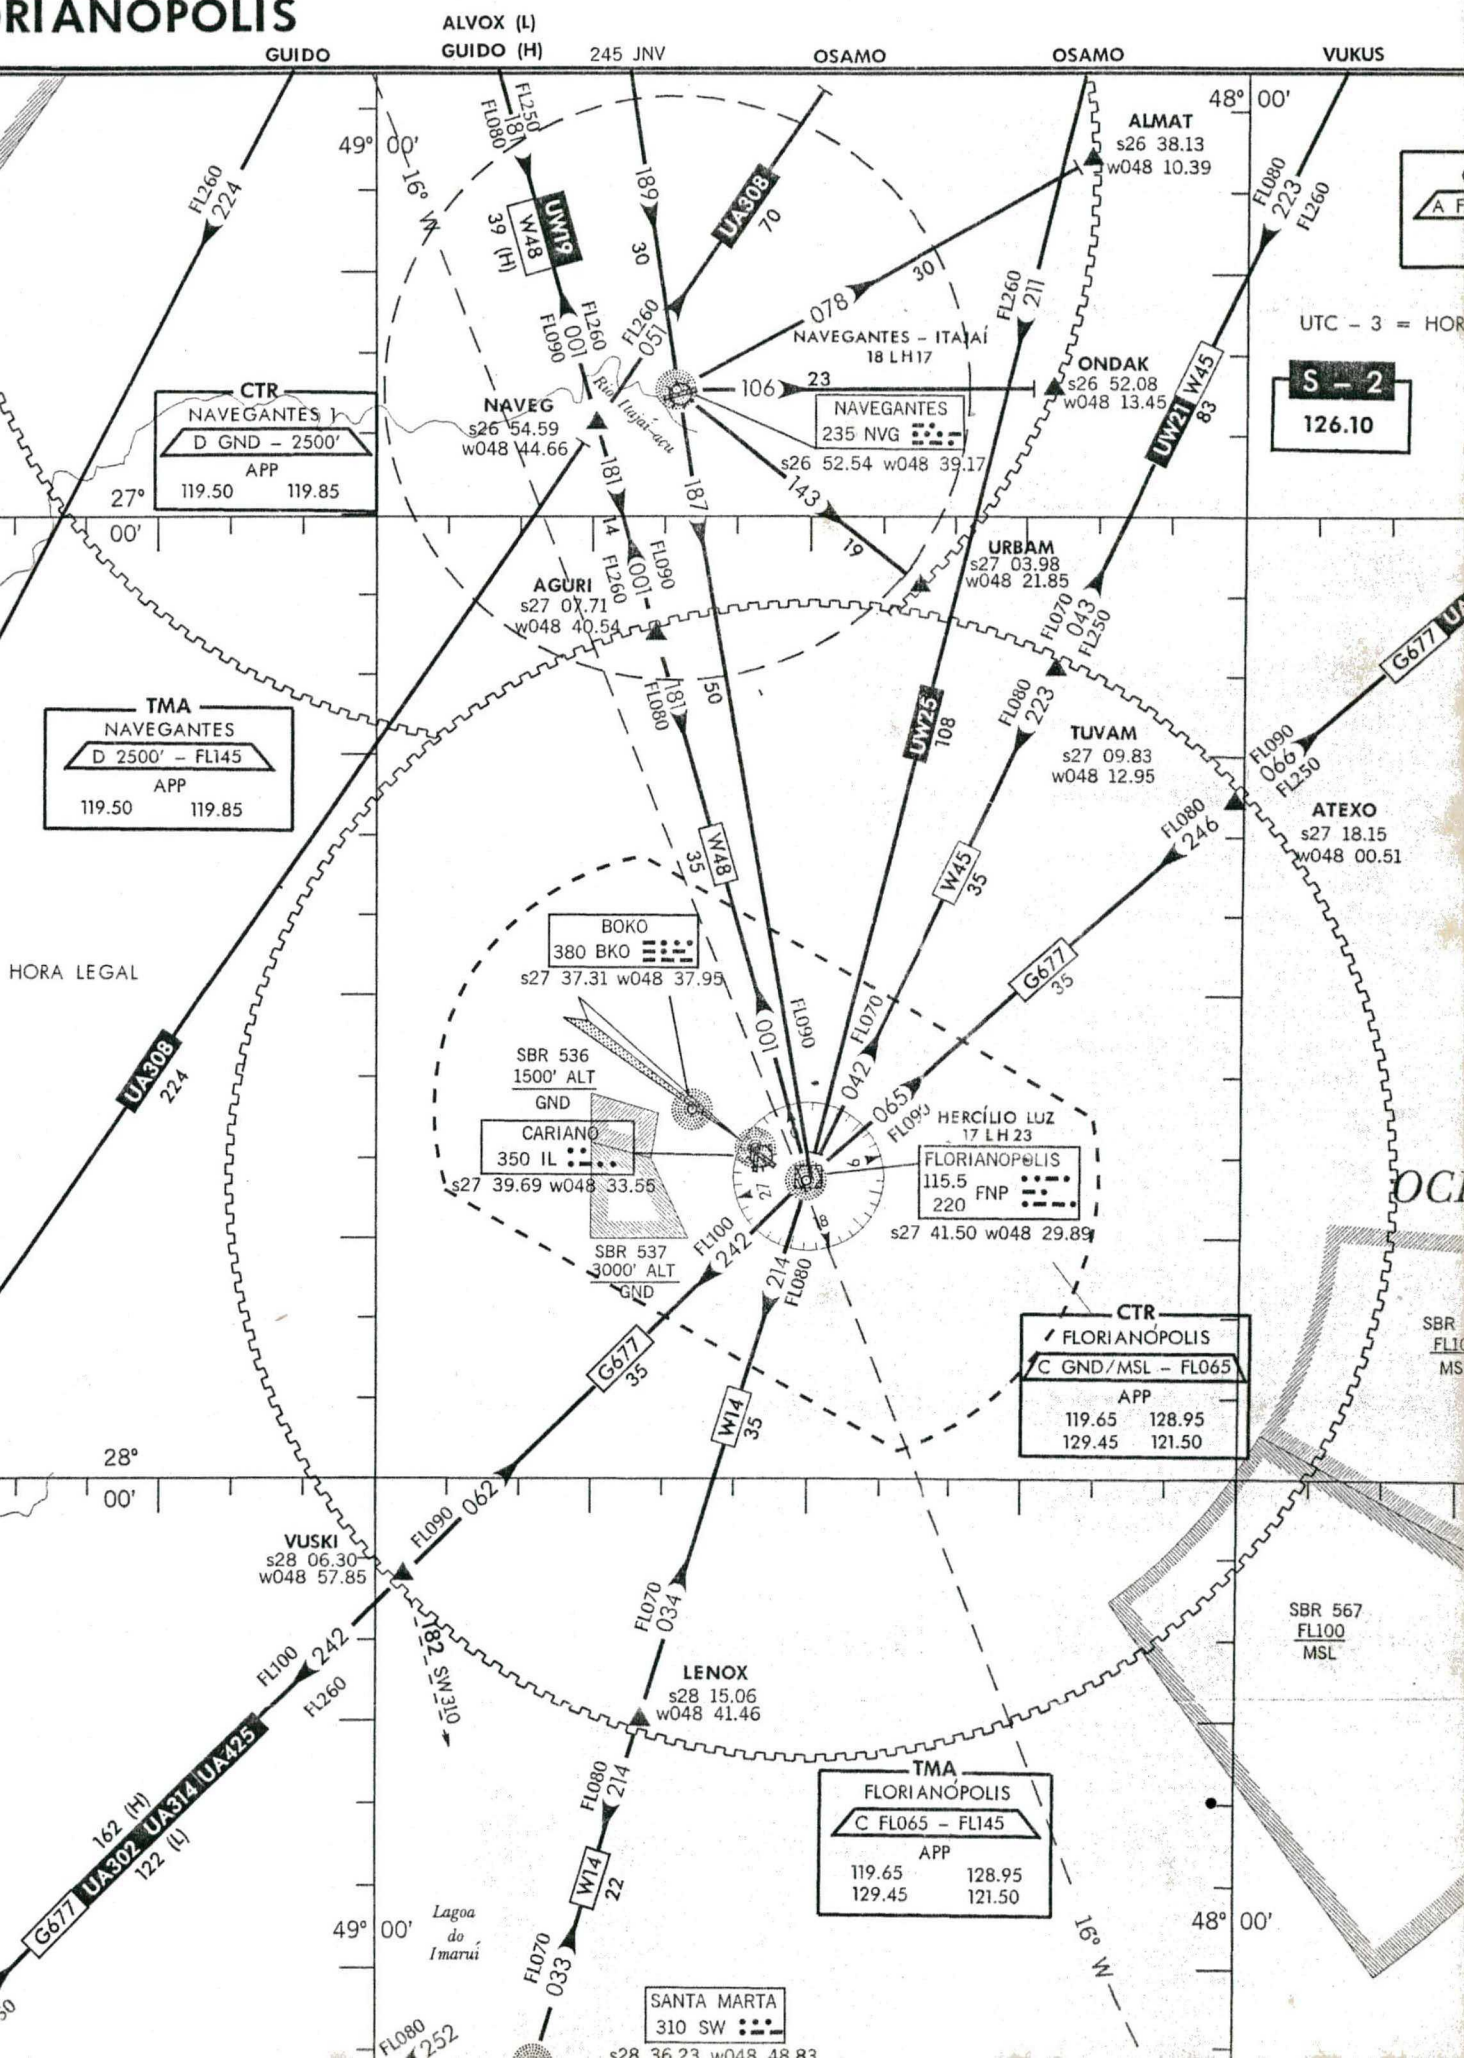 RIANÓPOLIS
ALVOX (L)
GUIDO
GUIDO (H)
245 JNV
OSAMO
OSAMO
VUKUS
48° 00'
49° 00'
16° W
FL260
224
FL250
181
FL080
UW19
W48
39 (H)
189
30
UA308
70
ALMAT
s26 38.13
w048 10.39
FL080
223
FL260
A F
078
30
FL260
211
FL260
001
FL090
FL260
051
NAVEGANTES - ITAJAÍ
18 LH17
UTC - 3 = HOR
S - 2
126.10
ONDAK
s26 52.08
w048 13.45
106
23
UW21
W45
83
CTR
NAVEGANTES 1
D GND - 2500'
APP
119.50 119.85
NAVEG
s26 54.59
w048 44.66
Rio Itajaí-açu
NAVEGANTES
235 NVG
s26 52.54 w048 39.17
27°
00'
181
14
187
143
19
FL090
001
FL260
URBAM
s27 03.98
w048 21.85
AGURI
s27 07.71
w048 40.54
FL070
043
FL250
G677
UA
181
FL080
50
FL080
223
UW25
108
TUVAM
s27 09.83
w048 12.95
TMA
NAVEGANTES
D 2500' - FL145
APP
119.50 119.85
FL090
066
FL250
FL080
246
ATEXO
s27 18.15
w048 00.51
W48
35
W45
35
BOKO
380 BKO
s27 37.31 w048 37.95
G677
35
HORA LEGAL
001
FL090
FL070
042
UA308
224
SBR 536
1500' ALT
GND
065
FL090
HERCÍLIO LUZ
17 LH 23
CARIANO
350 IL
s27 39.69 w048 33.55
FLORIANOPOLIS
115.5
220 FNP
s27 41.50 w048 29.89
27
9
18
OCE
SBR 537
3000' ALT
GND
FL100
242
214
FL080
CTR
FLORIANÓPOLIS
C GND/MSL - FL065
APP
119.65 128.95
129.45 121.50
SBR
FL10
MS
G677
35
W14
35
28°
00'
FL090
062
VUSKI
s28 06.30
w048 57.85
FL070
034
SBR 567
FL100
MSL
FL100
242
FL260
182
SW310
LENOX
s28 15.06
w048 41.46
162 (H)
G677 UA302 UA314 UA425
122 (L)
FL080
214
TMA
FLORIANÓPOLIS
C FL065 - FL145
APP
119.65 128.95
129.45 121.50
W14
22
49° 00'
Lagoa
do
Imaruí
16° W
48° 00'
FL070
033
SANTA MARTA
310 SW
s28 36.23 w048 48.83
FL080
252